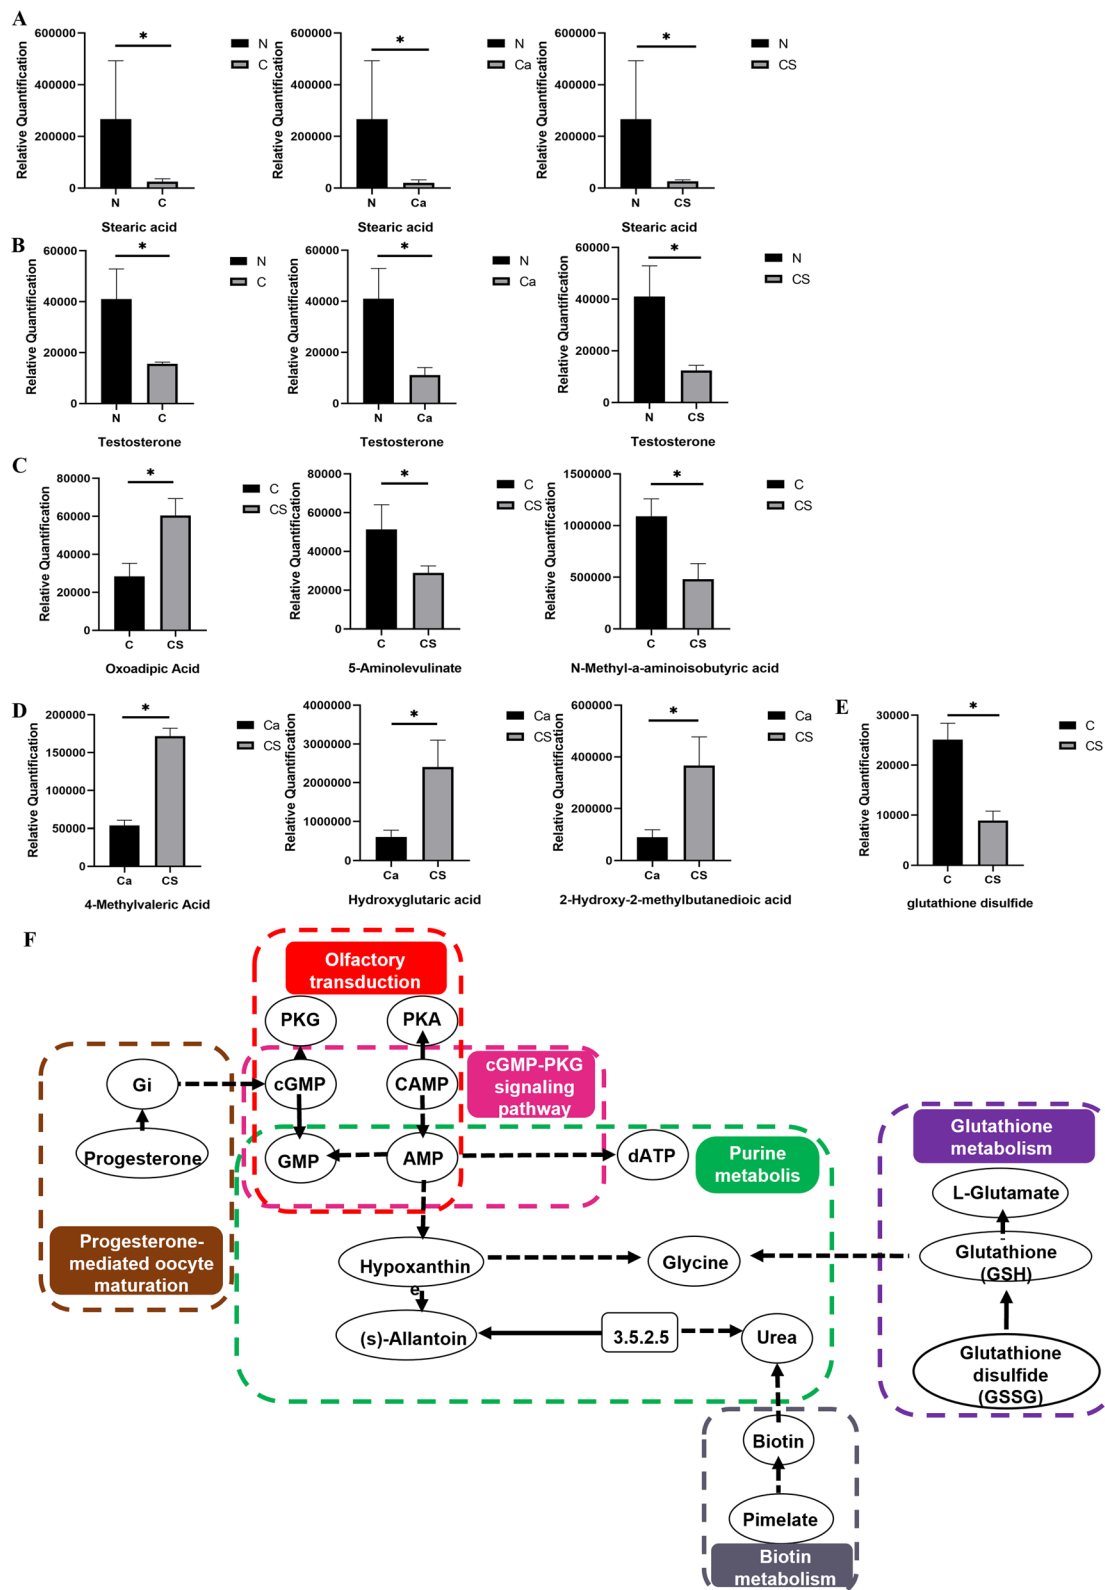 A
Relative Quantification
600000
400000
200000
0
*
N
C
N
C
Stearic acid
Relative Quantification
600000
400000
200000
0
*
N
Ca
N
Ca
Stearic acid
Relative Quantification
600000
400000
200000
0
*
N
CS
N
CS
Stearic acid
B
Relative Quantification
60000
40000
20000
0
*
N
C
N
C
Testosterone
Relative Quantification
60000
40000
20000
0
*
N
Ca
N
Ca
Testosterone
Relative Quantification
60000
40000
20000
0
*
N
CS
N
CS
Testosterone
C
Relative Quantification
80000
60000
40000
20000
0
*
C
CS
C
CS
Oxoadipic Acid
Relative Quantification
80000
60000
40000
20000
0
*
C
CS
C
CS
5-Aminolevulinate
Relative Quantification
1500000
1000000
500000
0
*
C
CS
C
CS
N-Methyl-a-aminoisobutyric acid
D
Relative Quantification
200000
150000
100000
50000
0
*
Ca
CS
Ca
CS
4-Methylvaleric Acid
Relative Quantification
4000000
3000000
2000000
1000000
0
*
Ca
CS
Ca
CS
Hydroxyglutaric acid
Relative Quantification
600000
400000
200000
0
*
Ca
CS
Ca
CS
2-Hydroxy-2-methylbutanedioic acid
E
Relative Quantification
30000
20000
10000
0
*
C
CS
C
CS
glutathione disulfide
F
Olfactory
transduction
PKG
PKA
cGMP-PKG
signaling
pathway
Gi
cGMP
CAMP
Progesterone
GMP
AMP
dATP
Purine
metabolis
Glutathione
metabolism
L-Glutamate
Progesterone-
mediated oocyte
maturation
Hypoxanthin
e
Glycine
Glutathione
(GSH)
(s)-Allantoin
3.5.2.5
Urea
Glutathione
disulfide
(GSSG)
Biotin
Pimelate
Biotin
metabolism